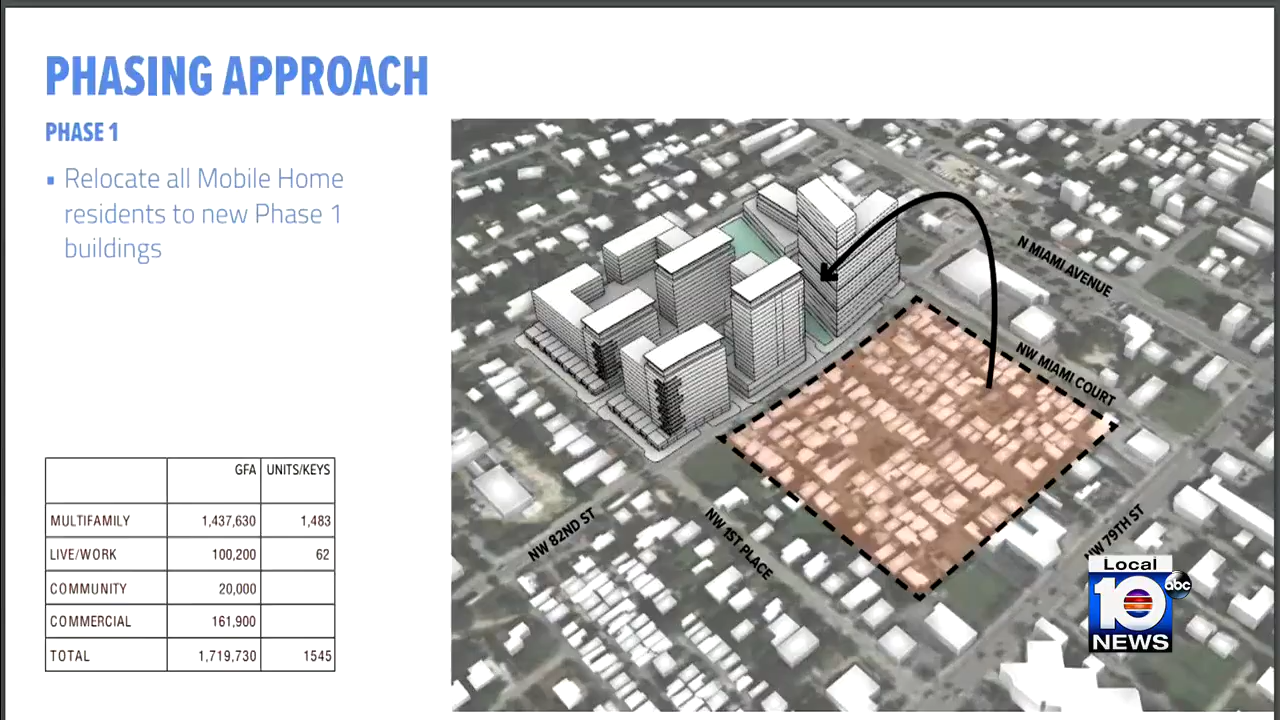 PHASING APPROACH
PHASE 1
▪ Relocate all Mobile Home
residents to new Phase 1
buildings
GFA UNITS/KEYS
MULTIFAMILY 1,437,630 1,483
LIVE/WORK 100,200 62
COMMUNITY 20,000
COMMERCIAL 161,900
TOTAL 1,719,730 1545
N MIAMI AVENUE
NW MIAMI COURT
NW 82ND ST
NW 1ST PLACE
NW 79TH ST
Local
10
abc
NEWS